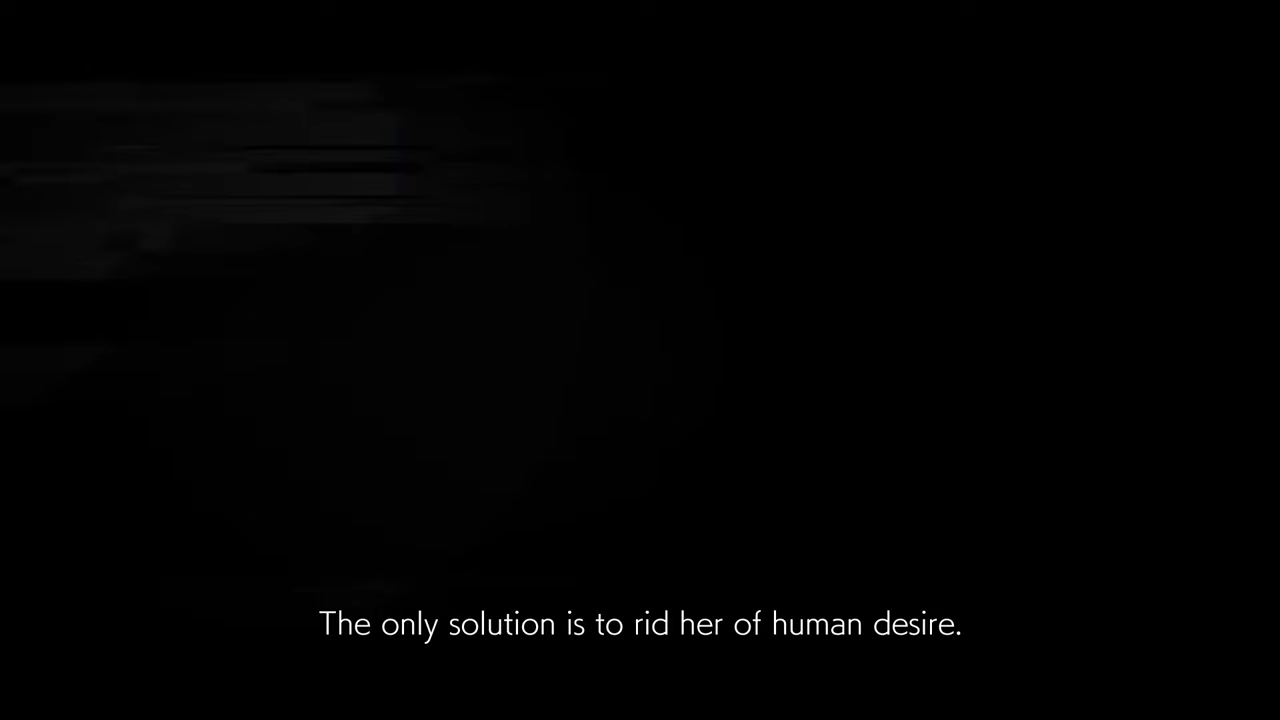 The only solution is to rid her of human desire.